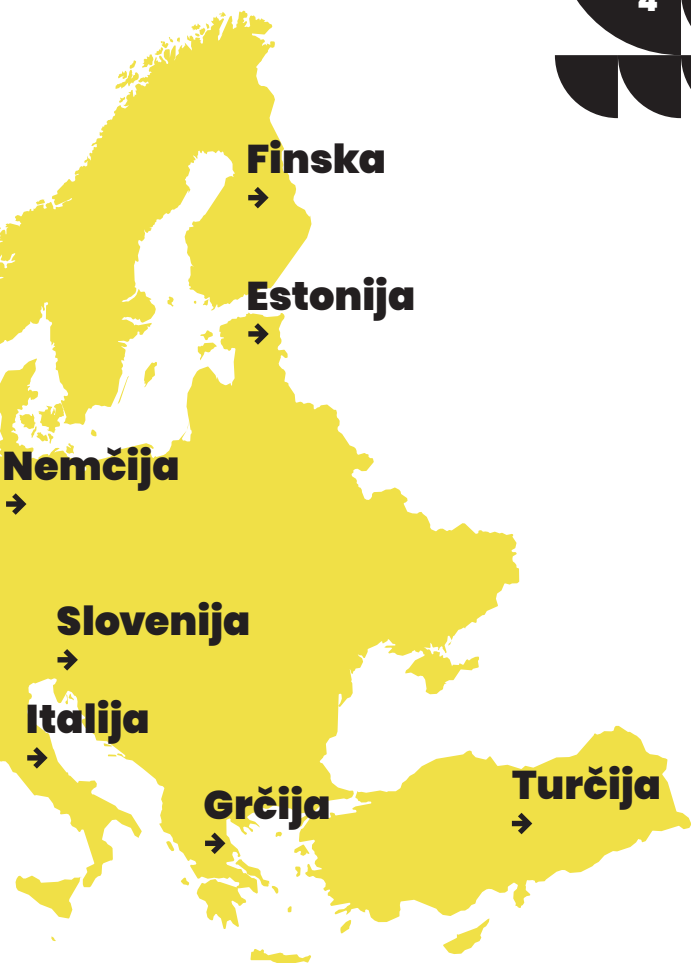 4
Finska
→
Estonija
→
Nemčija
→
Slovenija
→
Italija
→
Grčija
→
Turčija
→